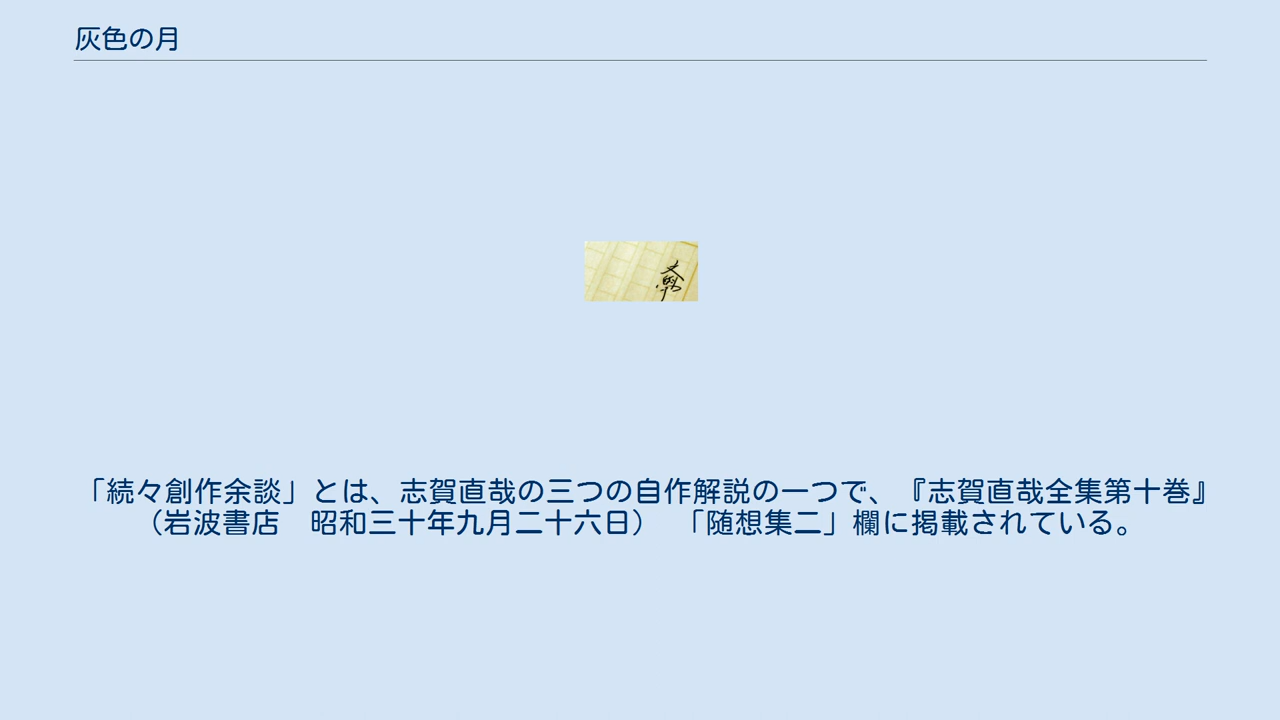 灰色の月
「続々創作余談」とは、志賀直哉の三つの自作解説の一つで、『志賀直哉全集第十巻』
（岩波書店　昭和三十年九月二十六日）　「随想集二」欄に掲載されている。